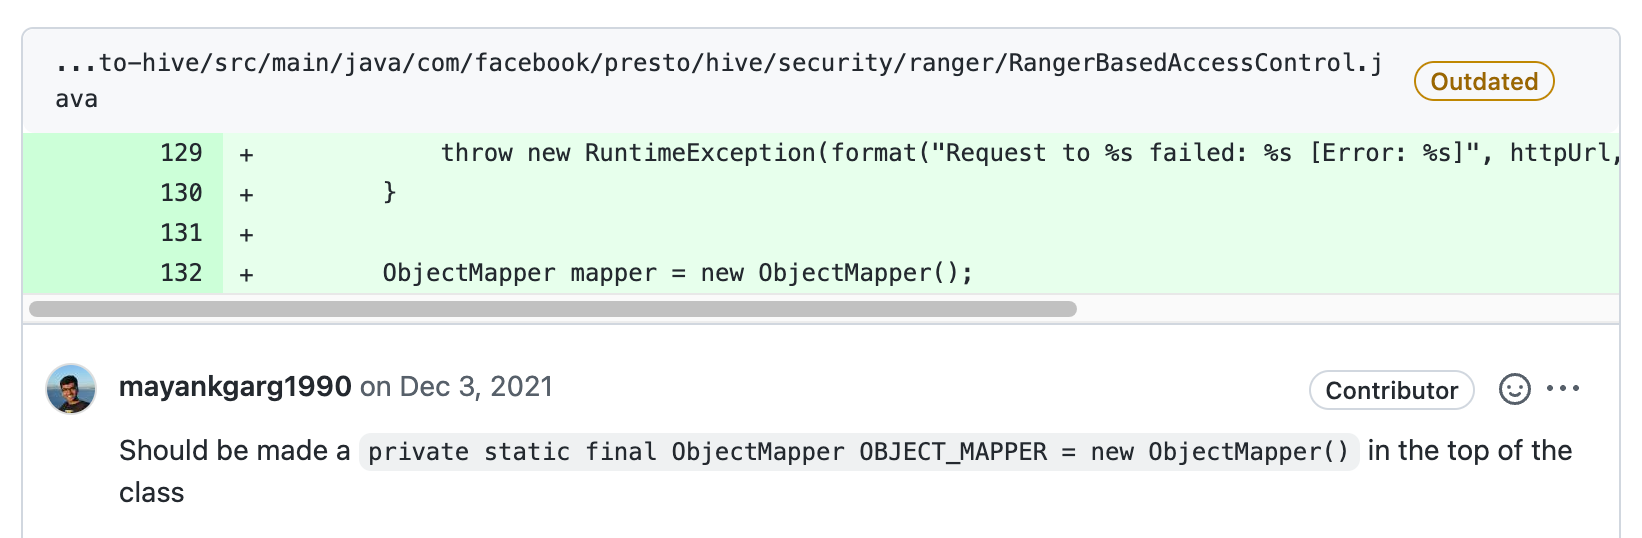 ...to-hive/src/main/java/com/facebook/presto/hive/security/ranger/RangerBasedAccessControl.j
ava
Outdated
129 + throw new RuntimeException(format("Request to %s failed: %s [Error: %s]", httpUrl,
130 + }
131 +
132 + ObjectMapper mapper = new ObjectMapper();
mayankgarg1990 on Dec 3, 2021
Contributor
Should be made a private static final ObjectMapper OBJECT_MAPPER = new ObjectMapper() in the top of the
class